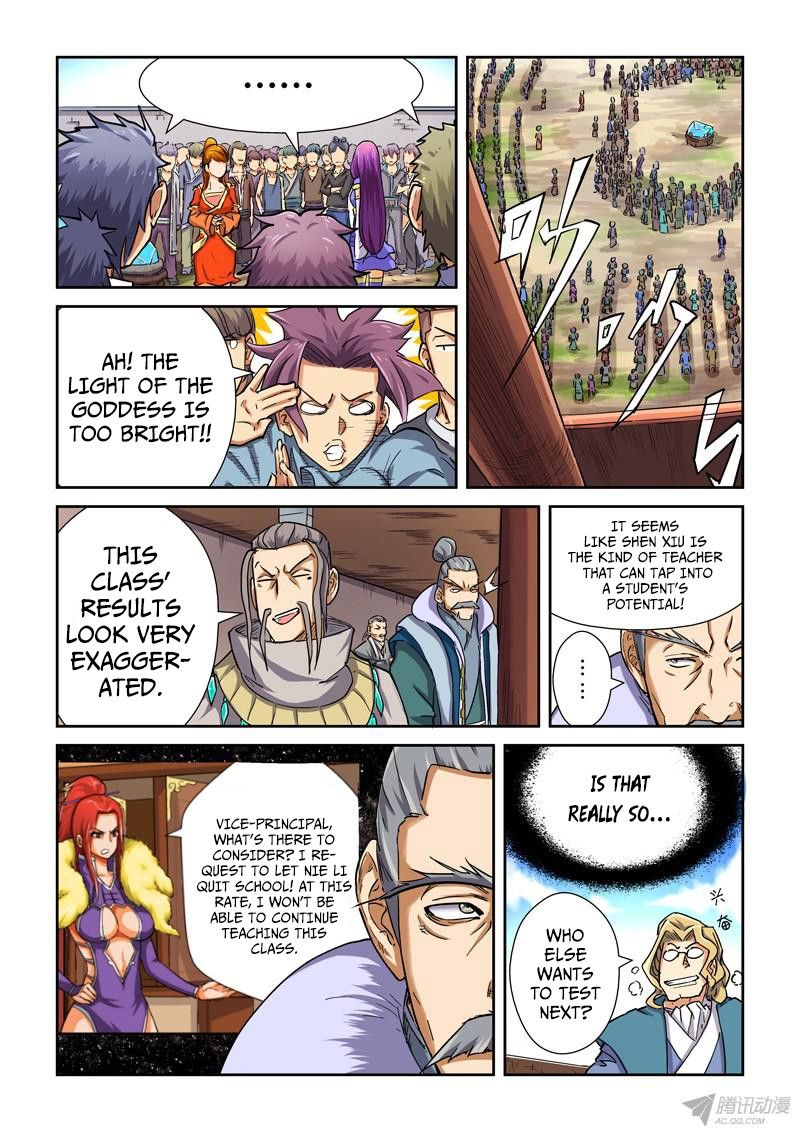 ......
AH! THE
LIGHT OF THE
GODDESS IS
TOO BRIGHT!!
THIS
CLASS'
RESULTS
LOOK VERY
EXAGGER-
ATED.
IT SEEMS
LIKE SHEN XIU IS
THE KIND OF TEACHER
THAT CAN TAP INTO
A STUDENT'S
POTENTIAL!
......
VICE-PRINCIPAL,
WHAT'S THERE TO
CONSIDER? I RE-
QUEST TO LET NIE LI
QUIT SCHOOL! AT THIS
RATE, I WON'T BE
ABLE TO CONTINUE
TEACHING THIS
CLASS.
IS THAT
REALLY SO...
WHO
ELSE
WANTS
TO TEST
NEXT?
腾讯动漫
AC.QQ.COM